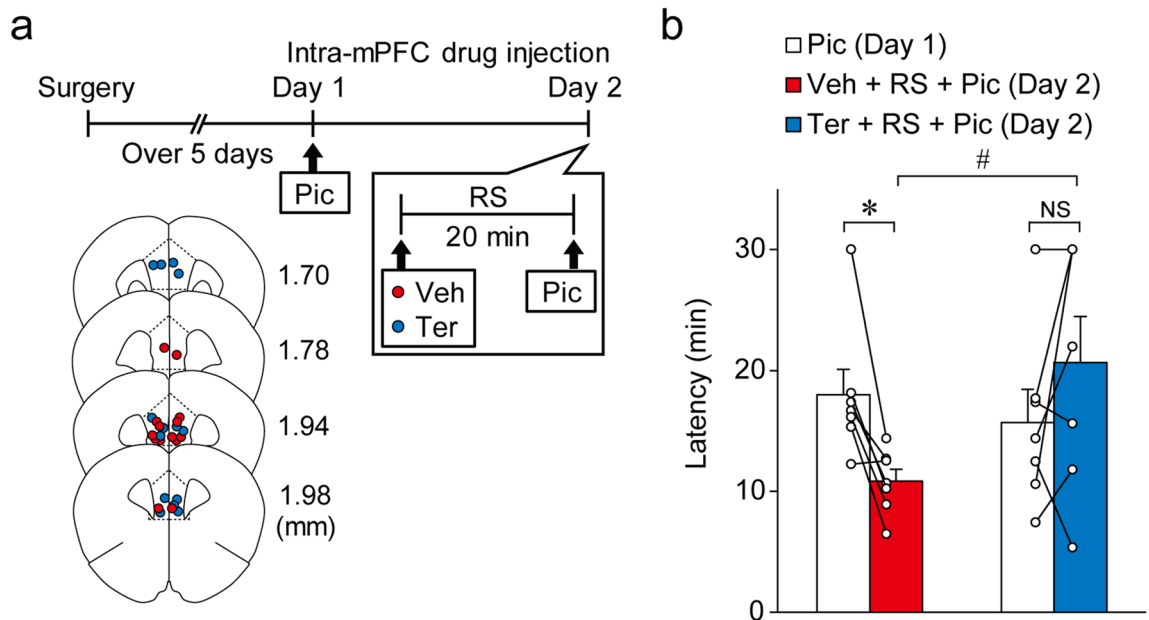 a
Intra-mPFC drug injection
Surgery
Day 1
Day 2
Over 5 days
Pic
RS
20 min
Veh
Ter
Pic
1.70
1.78
1.94
1.98
(mm)
b
Pic (Day 1)
Veh + RS + Pic (Day 2)
Ter + RS + Pic (Day 2)
#
*
NS
Latency (min)
30
20
10
0